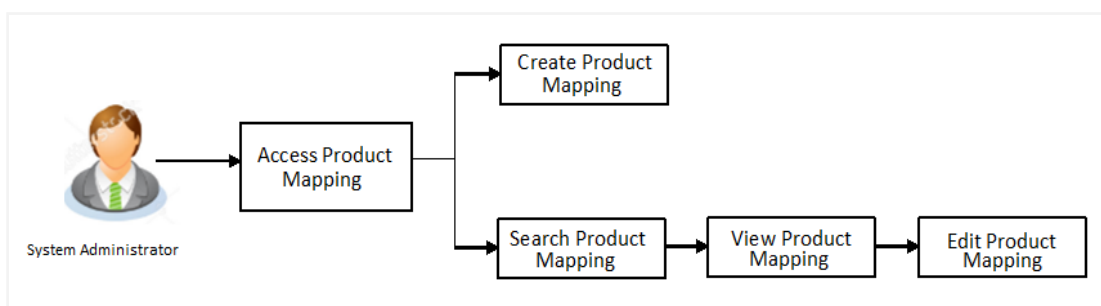 Create Product
Mapping
Access Product
Mapping
System Administrator
Search Product
Mapping
View Product
Mapping
Edit Product
Mapping